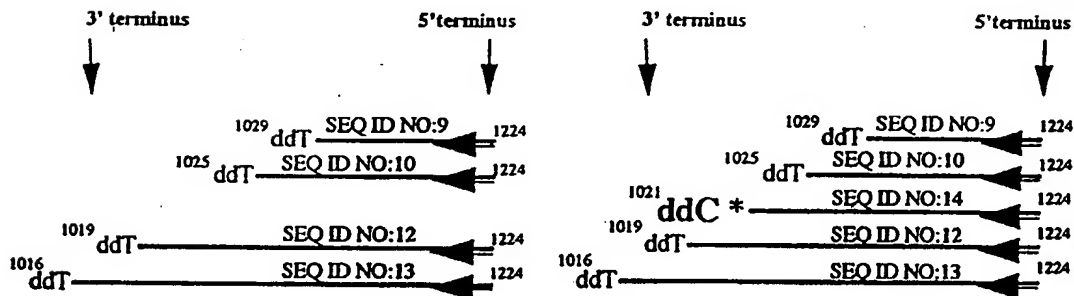 3' terminus 5'terminus 3' terminus 5'terminus
1029 ddT SEQ ID NO:9 1224 1029 ddT SEQ ID NO:9 1224
1025 ddT SEQ ID NO:10 1224 1025 ddT SEQ ID NO:10 1224
1021 ddC * SEQ ID NO:14 1224
1019 ddT SEQ ID NO:12 1224 1019 ddT SEQ ID NO:12 1224
1016 ddT SEQ ID NO:13 1224 1016 ddT SEQ ID NO:13 1224